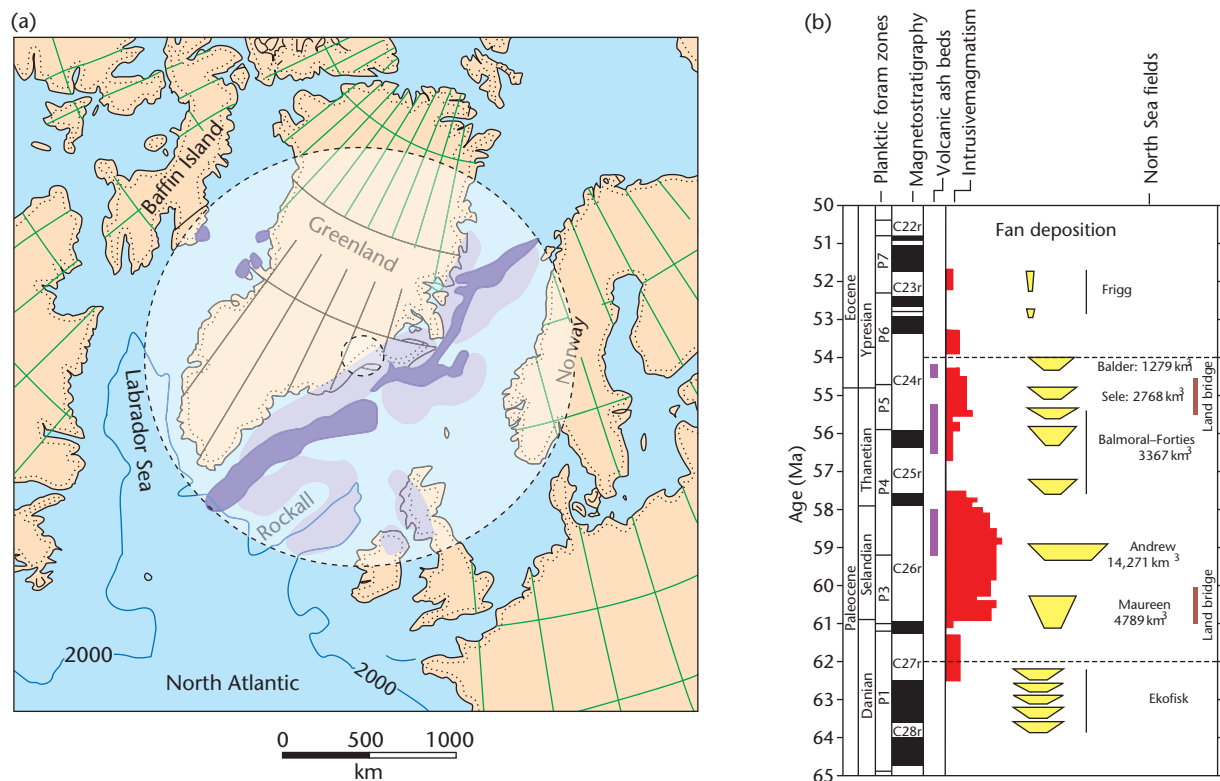 (a)
Baffin Island
Greenland
Norway
Labrador Sea
Rockall
2000
2000
North Atlantic
0 500 1000
km
(b)
Planktic foram zones
Magnetostratigraphy
Volcanic ash beds
Intrusivemagmatism
North Sea fields
Age (Ma)
50
51
52
53
54
55
56
57
58
59
60
61
62
63
64
65
Eocene
Paleocene
Ypresian
Thanetian
Selandian
Danian
P7
P6
P5
P4
P3
P1
C22r
C23r
C24r
C25r
C26r
C27r
C28r
Fan deposition
Frigg
Balder: 1279 km3
Sele: 2768 km3
Land bridge
Balmoral–Forties
3367 km3
Andrew
14,271 km3
Maureen
4789 km3
Land bridge
Ekofisk